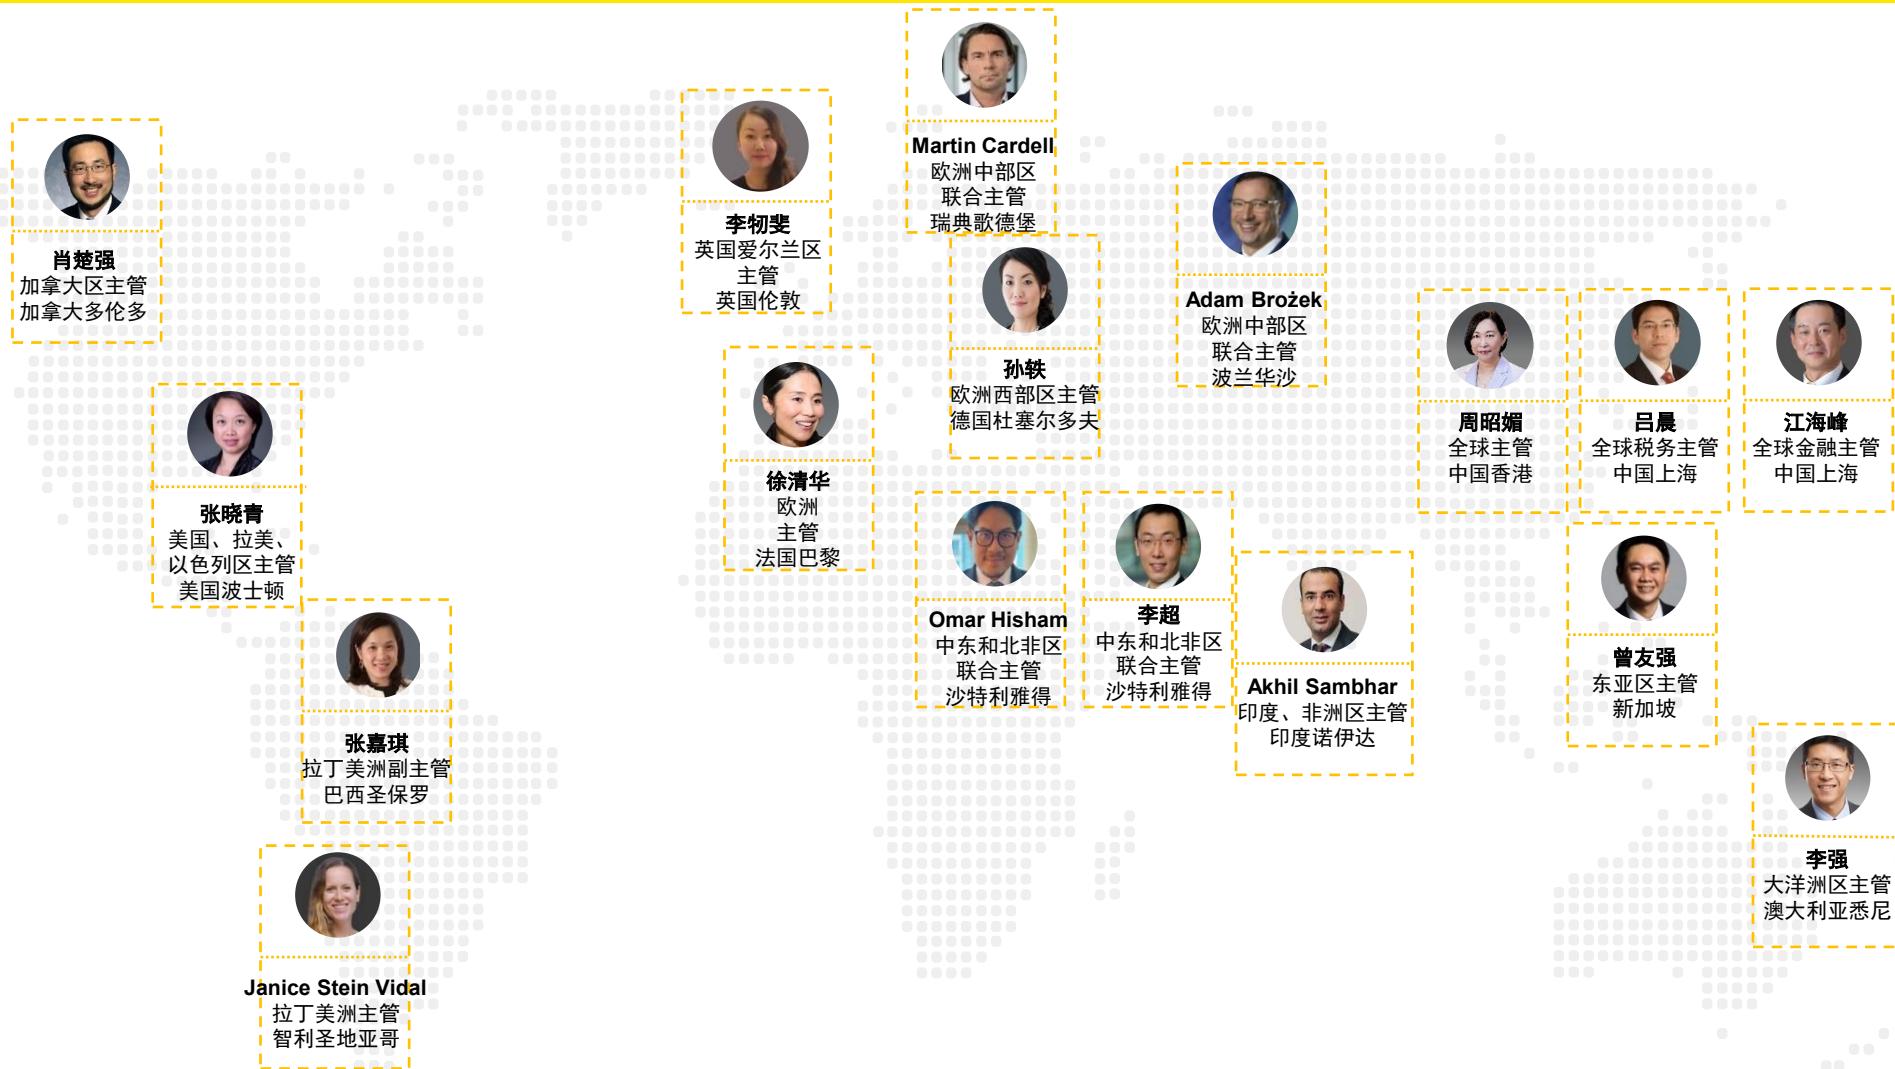 Martin Cardell
欧洲中部区
联合主管
瑞典歌德堡
肖楚强
加拿大区主管
加拿大多伦多
李牣斐
英国爱尔兰区
主管
英国伦敦
Adam Brożek
欧洲中部区
联合主管
波兰华沙
孙轶
欧洲西部区主管
德国杜塞尔多夫
周昭媚
全球主管
中国香港
吕晨
全球税务主管
中国上海
江海峰
全球金融主管
中国上海
张晓青
美国、拉美、
以色列区主管
美国波士顿
徐清华
欧洲
主管
法国巴黎
Omar Hisham
中东和北非区
联合主管
沙特利雅得
李超
中东和北非区
联合主管
沙特利雅得
Akhil Sambhar
印度、非洲区主管
印度诺伊达
曾友强
东亚区主管
新加坡
张嘉琪
拉丁美洲副主管
巴西圣保罗
李强
大洋洲区主管
澳大利亚悉尼
Janice Stein Vidal
拉丁美洲主管
智利圣地亚哥